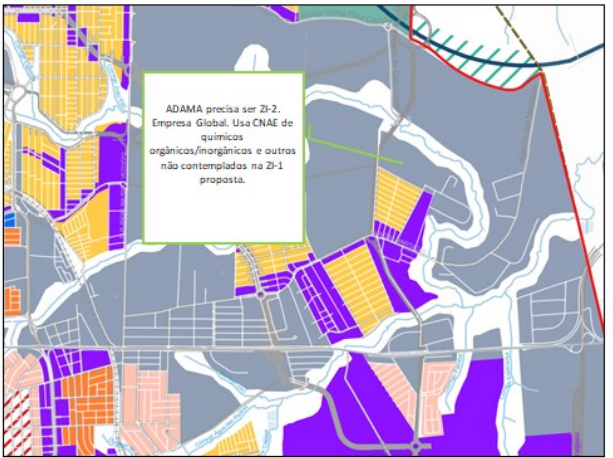 ADAMA precisa ser ZI-2.
Empresa Global. Usa CNAE de
químicos
orgânicos/inorgânicos e outros
não contemplados na ZI-1
proposta.